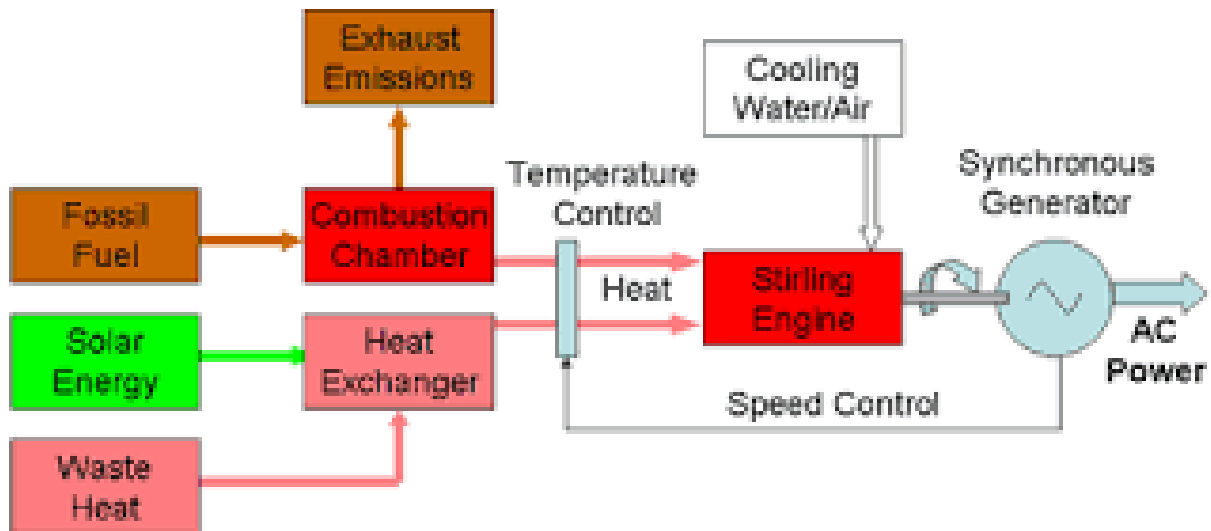 Exhaust
Emissions
Cooling
Water/Air
Synchronous
Generator
Temperature
Control
Fossil
Fuel
Combustion
Chamber
Heat
Stirling
Engine
AC
Power
Solar
Energy
Heat
Exchanger
Speed Control
Waste
Heat